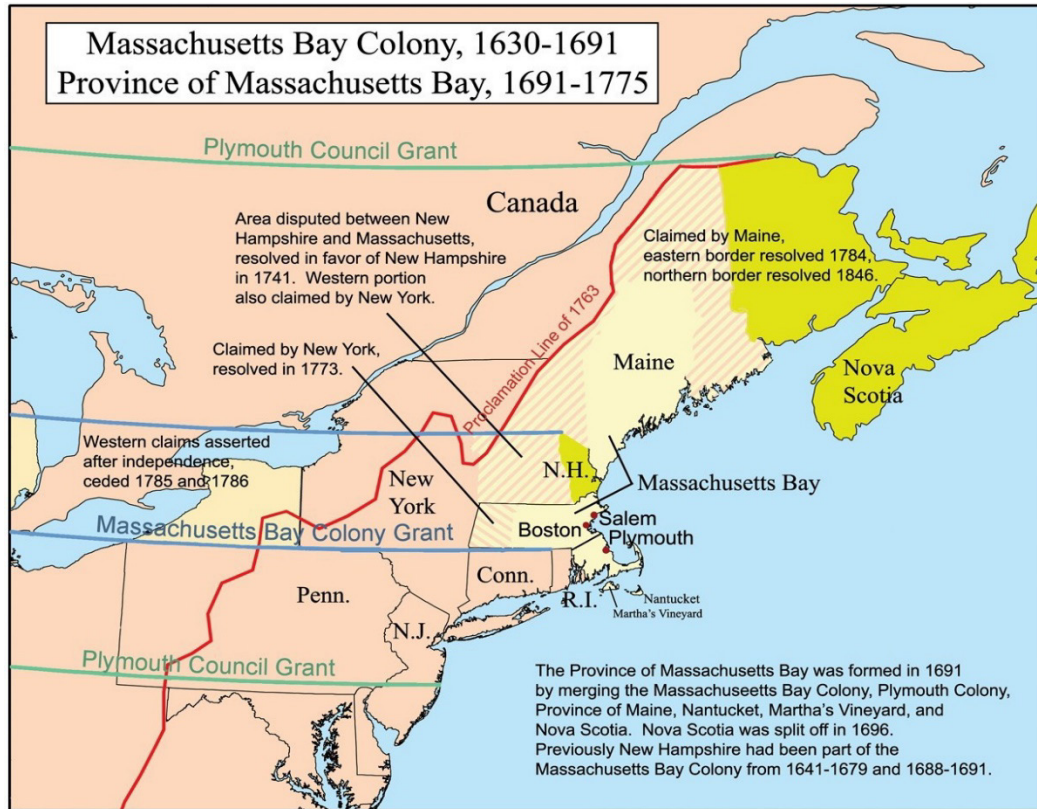 Massachusetts Bay Colony, 1630-1691
Province of Massachusetts Bay, 1691-1775
Plymouth Council Grant
Canada
Area disputed between New
Hampshire and Massachusetts,
resolved in favor of New Hampshire
in 1741. Western portion
also claimed by New York.
Claimed by Maine,
eastern border resolved 1784,
northern border resolved 1846.
Proclamation Line of 1763
Claimed by New York,
resolved in 1773.
Maine
Nova
Scotia
Western claims asserted
after independence,
ceded 1785 and 1786
New
York
N.H.
Massachusetts Bay
Massachusetts Bay Colony Grant
Boston
Salem
Plymouth
Conn.
R.I.
Nantucket
Martha's Vineyard
Penn.
N.J.
Plymouth Council Grant
The Province of Massachusetts Bay was formed in 1691
by merging the Massachuseetts Bay Colony, Plymouth Colony,
Province of Maine, Nantucket, Martha's Vineyard, and
Nova Scotia. Nova Scotia was split off in 1696.
Previously New Hampshire had been part of the
Massachusetts Bay Colony from 1641-1679 and 1688-1691.